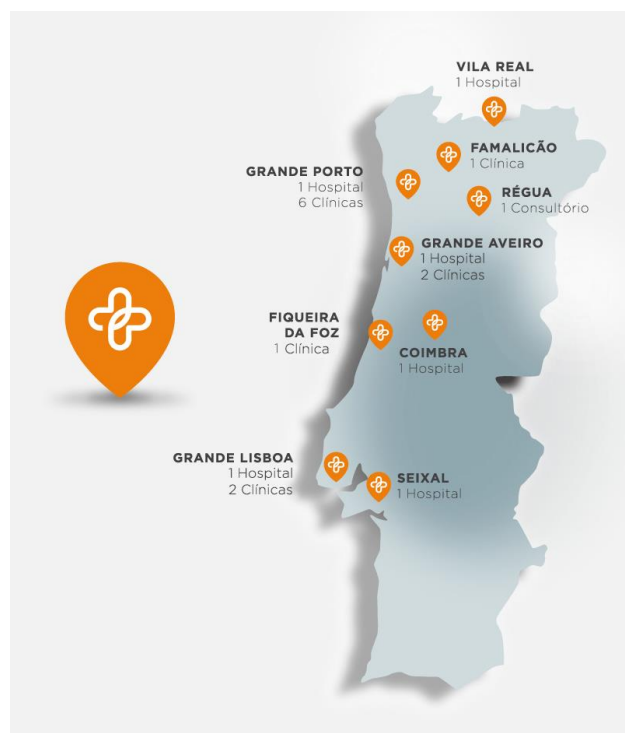 VILA REAL
1 Hospital
FAMALICÃO
1 Clínica
GRANDE PORTO
1 Hospital
6 Clínicas
RÉGUA
1 Consultório
GRANDE AVEIRO
1 Hospital
2 Clínicas
FIQUEIRA
DA FOZ
1 Clínica
COIMBRA
1 Hospital
GRANDE LISBOA
1 Hospital
2 Clínicas
SEIXAL
1 Hospital